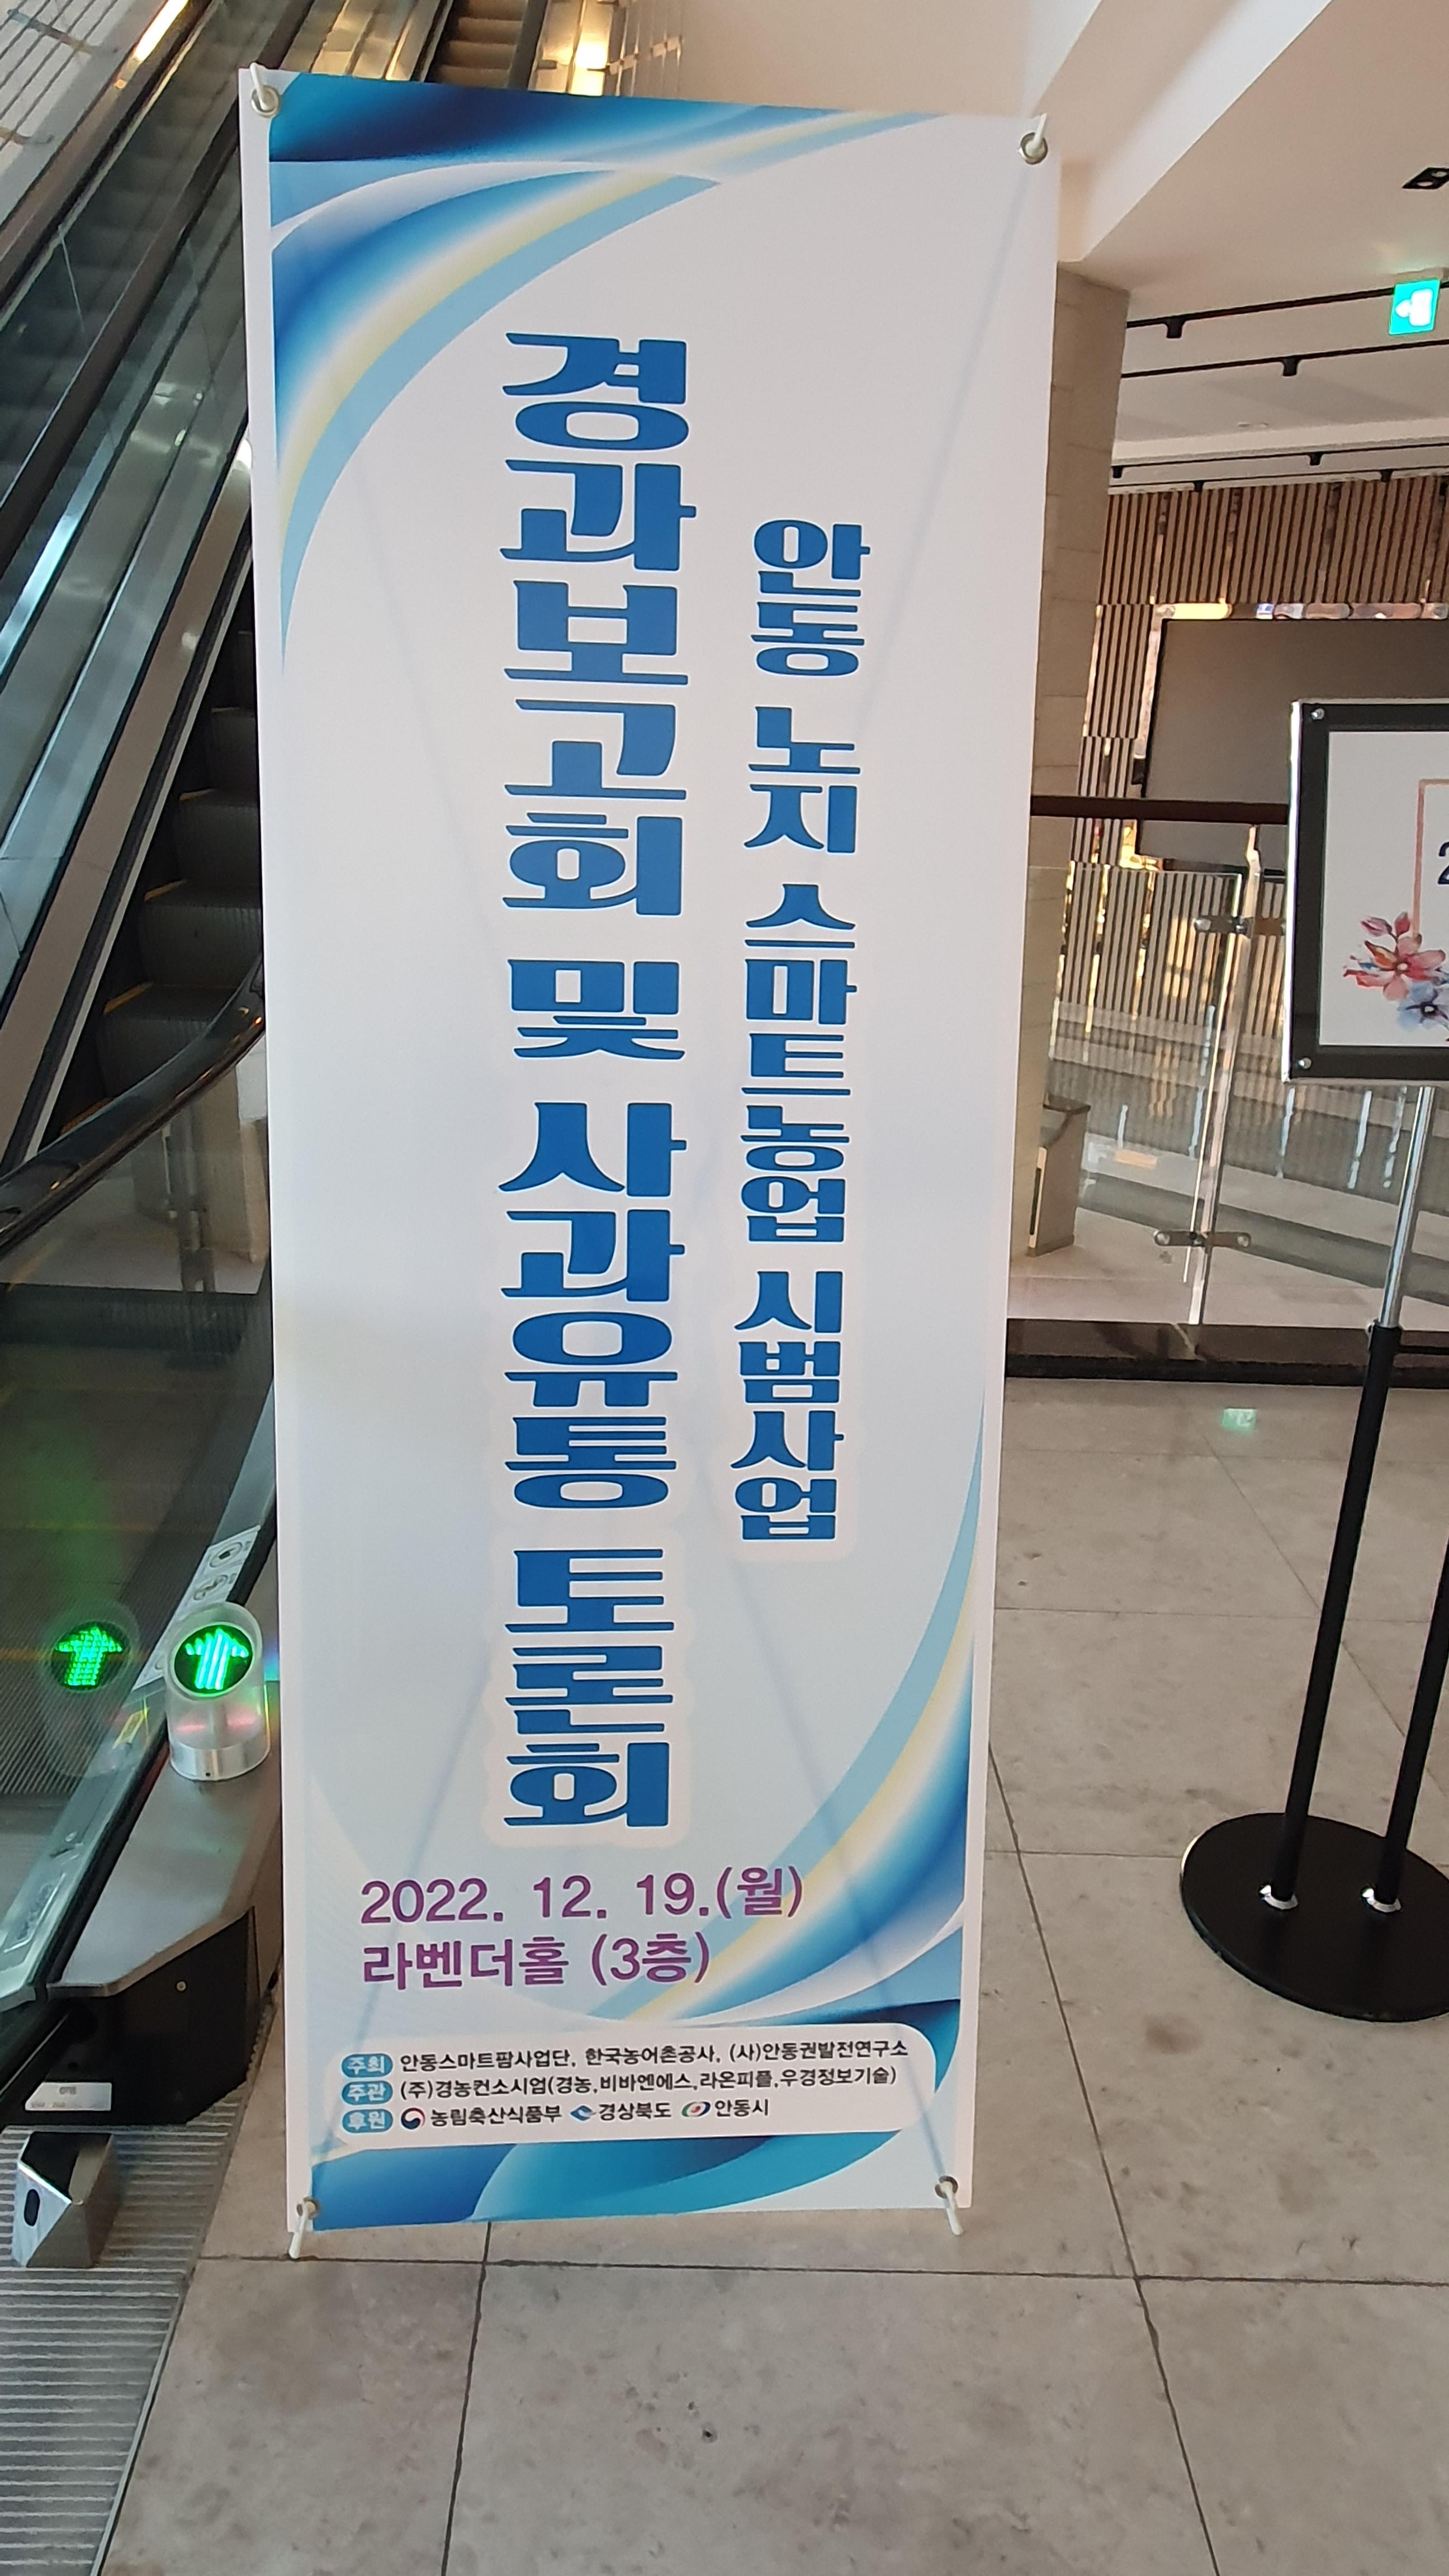 안동 노지 스마트농업 시범사업
경과보고회 및 사과유통 토론회
2022. 12. 19.(월)
라벤더홀 (3층)
주최 안동스마트팜사업단, 한국농어촌공사, (사)안동권발전연구소
주관 (주)경농컨소시엄(경농,비바엔에스,라온피플,우경정보기술)
후원 농림축산식품부 경상북도 안동시
2